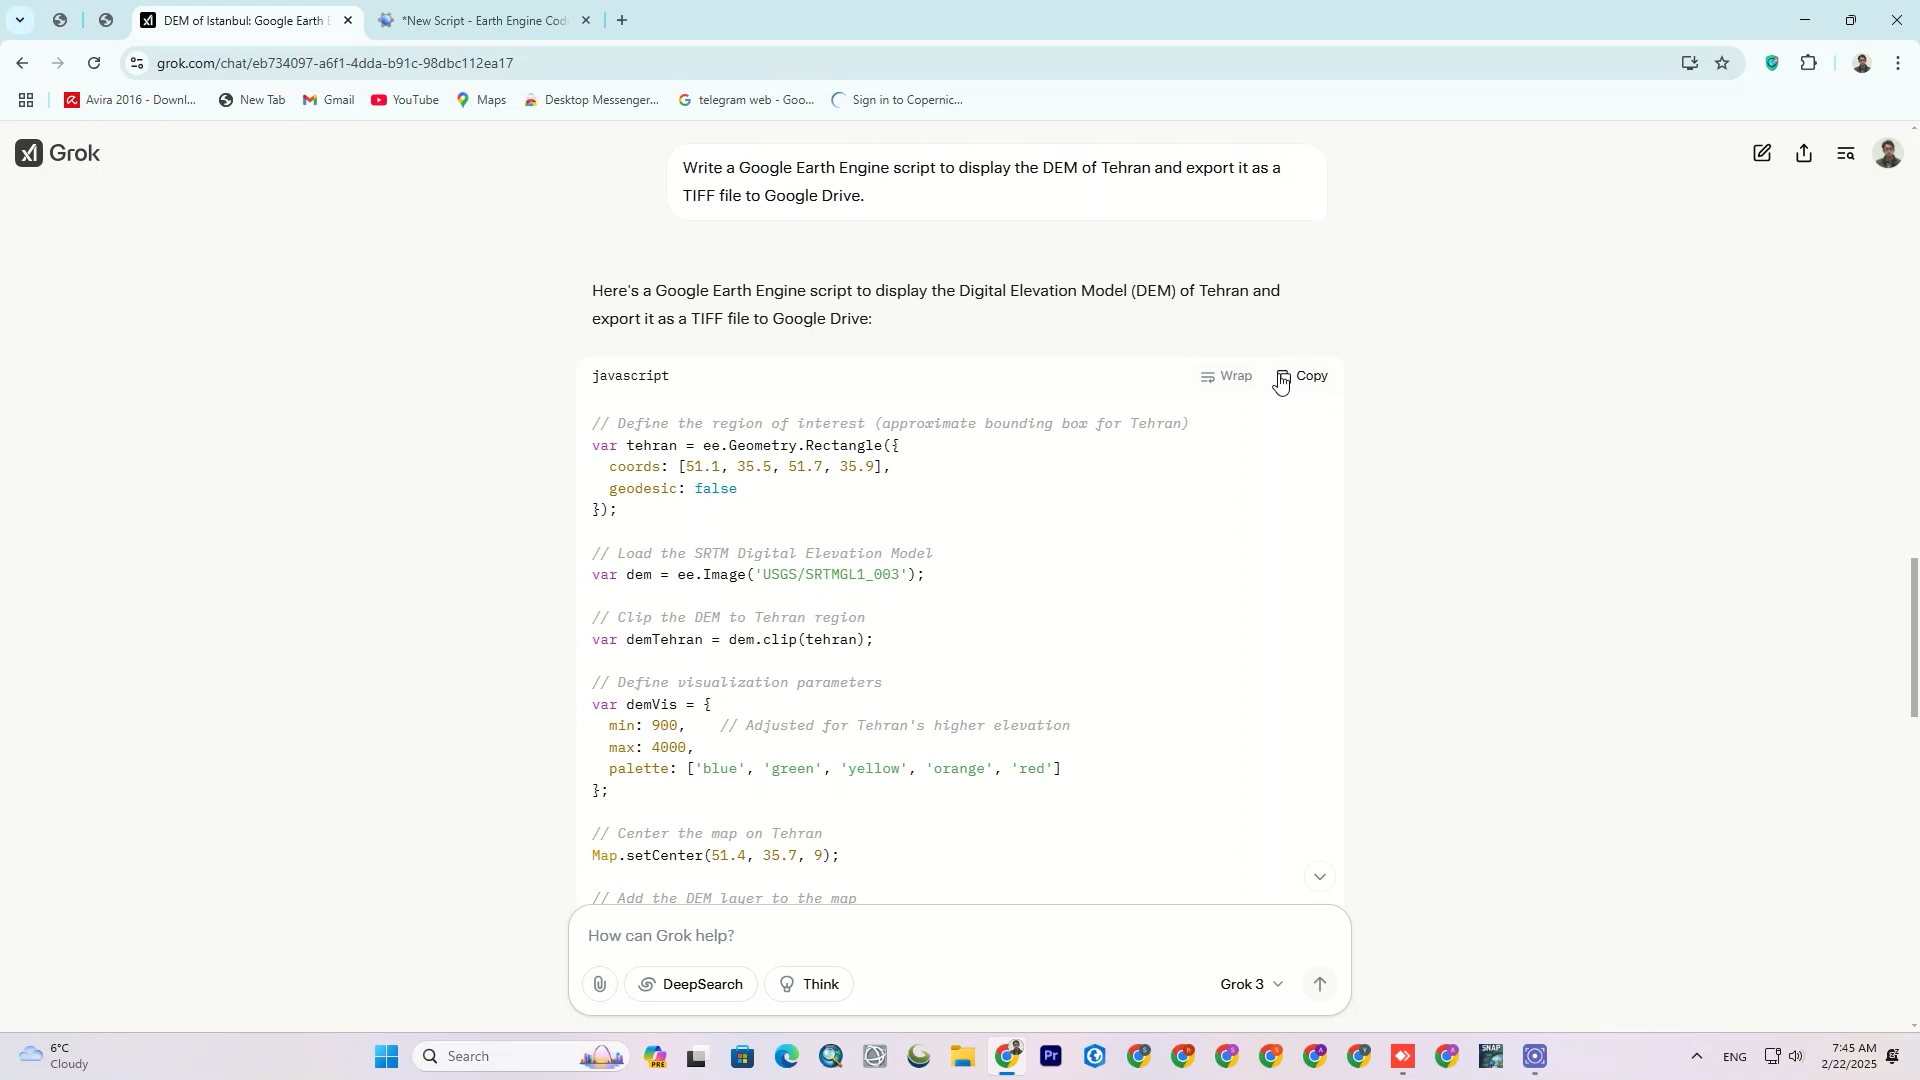 DEM of Istanbul: Google Earth E
*New Script - Earth Engine Cod
grok.com/chat/eb734097-a6f1-4dda-b91c-98dbc112ea17
Avira 2016 - Downl...
New Tab
Gmail
YouTube
Maps
Desktop Messenger...
telegram web - Goo...
Sign in to Copernic...
Grok
Write a Google Earth Engine script to display the DEM of Tehran and export it as a
TIFF file to Google Drive.
Here's a Google Earth Engine script to display the Digital Elevation Model (DEM) of Tehran and
export it as a TIFF file to Google Drive:
javascript
Wrap
Copy
// Define the region of interest (approximate bounding box for Tehran)
var tehran = ee.Geometry.Rectangle({
  coords: [51.1, 35.5, 51.7, 35.9],
  geodesic: false
});
// Load the SRTM Digital Elevation Model
var dem = ee.Image('USGS/SRTMGL1_003');
// Clip the DEM to Tehran region
var demTehran = dem.clip(tehran);
// Define visualization parameters
var demVis = {
  min: 900,    // Adjusted for Tehran's higher elevation
  max: 4000,
  palette: ['blue', 'green', 'yellow', 'orange', 'red']
};
// Center the map on Tehran
Map.setCenter(51.4, 35.7, 9);
// Add the DEM layer to the map
How can Grok help?
DeepSearch
Think
Grok 3
6°C
Cloudy
Search
PRE
Pr
SNAP
ENG
7:45 AM
2/22/2025